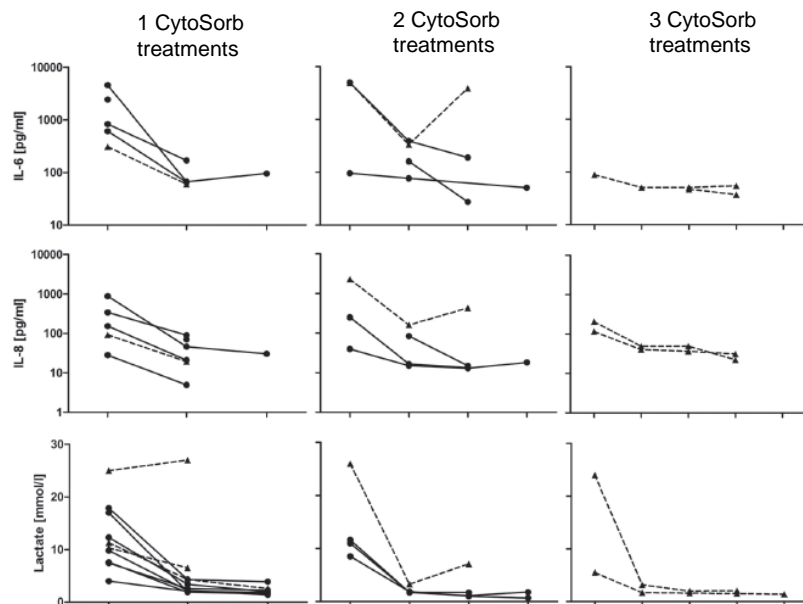 1 CytoSorb
treatments
2 CytoSorb
treatments
3 CytoSorb
treatments
IL-6 [pg/ml]
10000
1000
100
10
IL-8 [pg/ml]
10000
1000
100
10
1
Lactate [mmol/l]
30
20
10
0